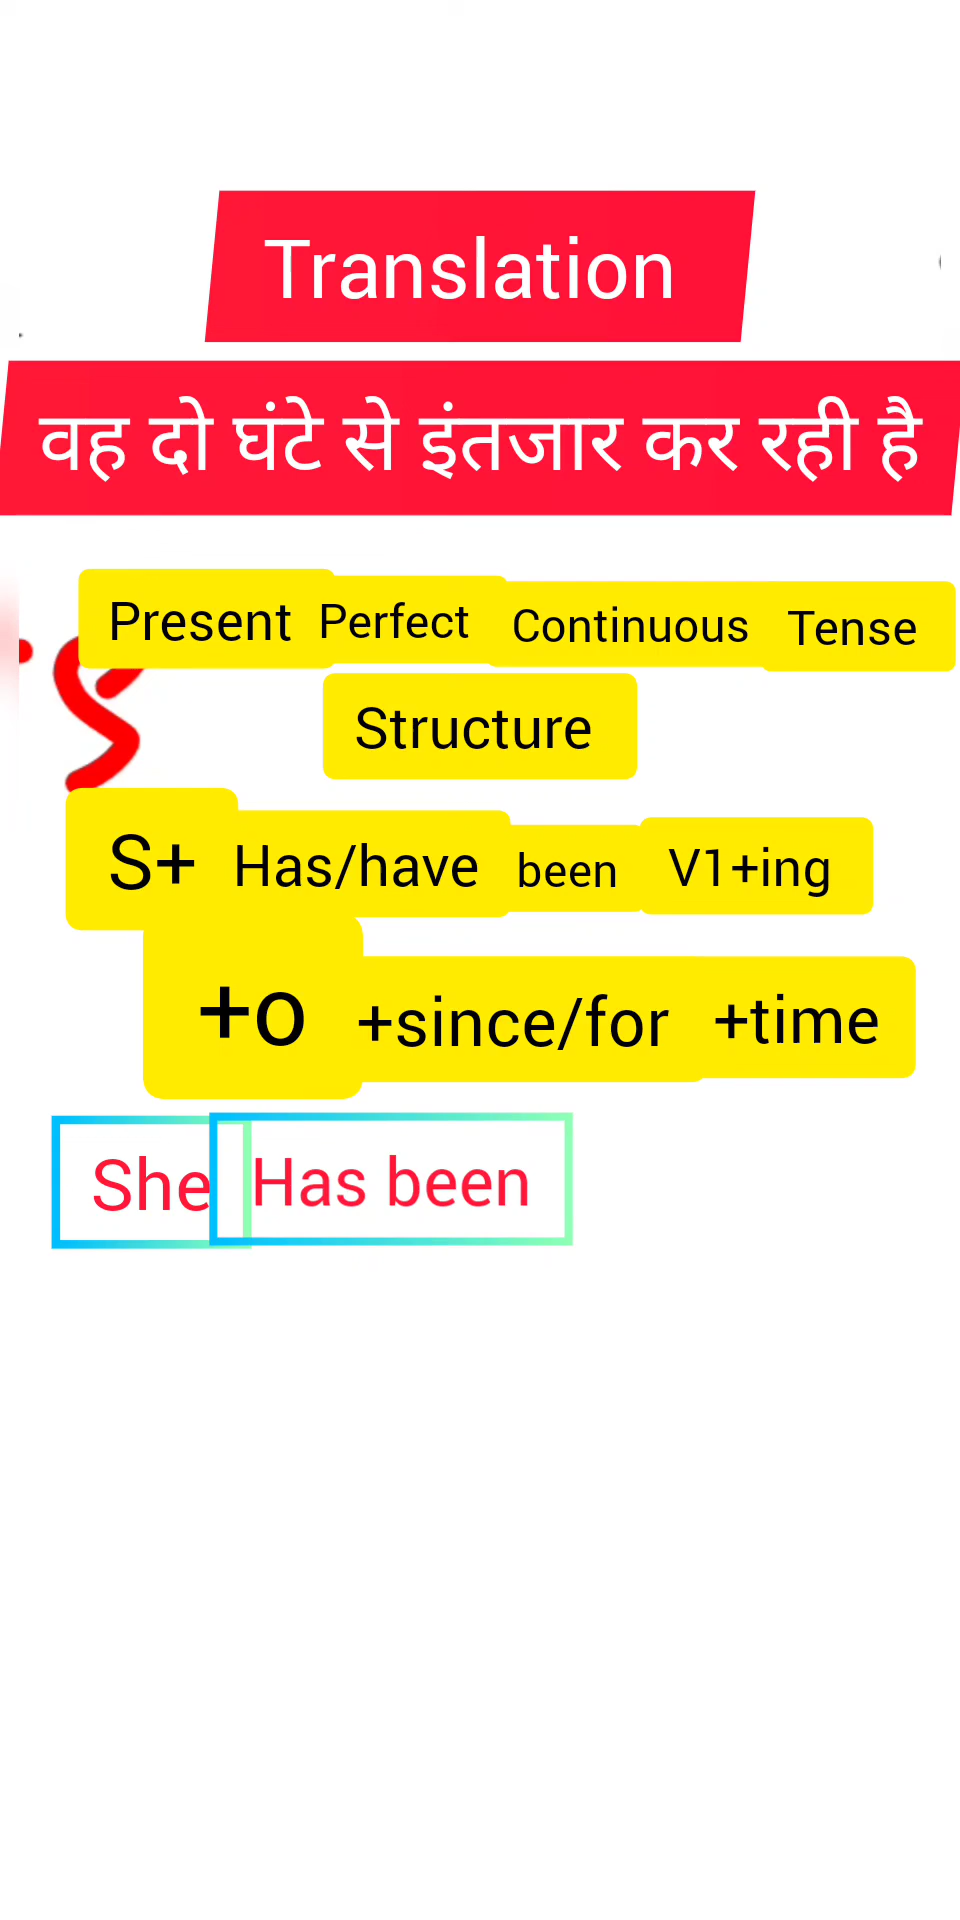 Translation
वह दो घंटे से इंतजार कर रही है
Present Perfect Continuous Tense
Structure
S+ Has/have been V1+ing
+o +since/for +time
She Has been